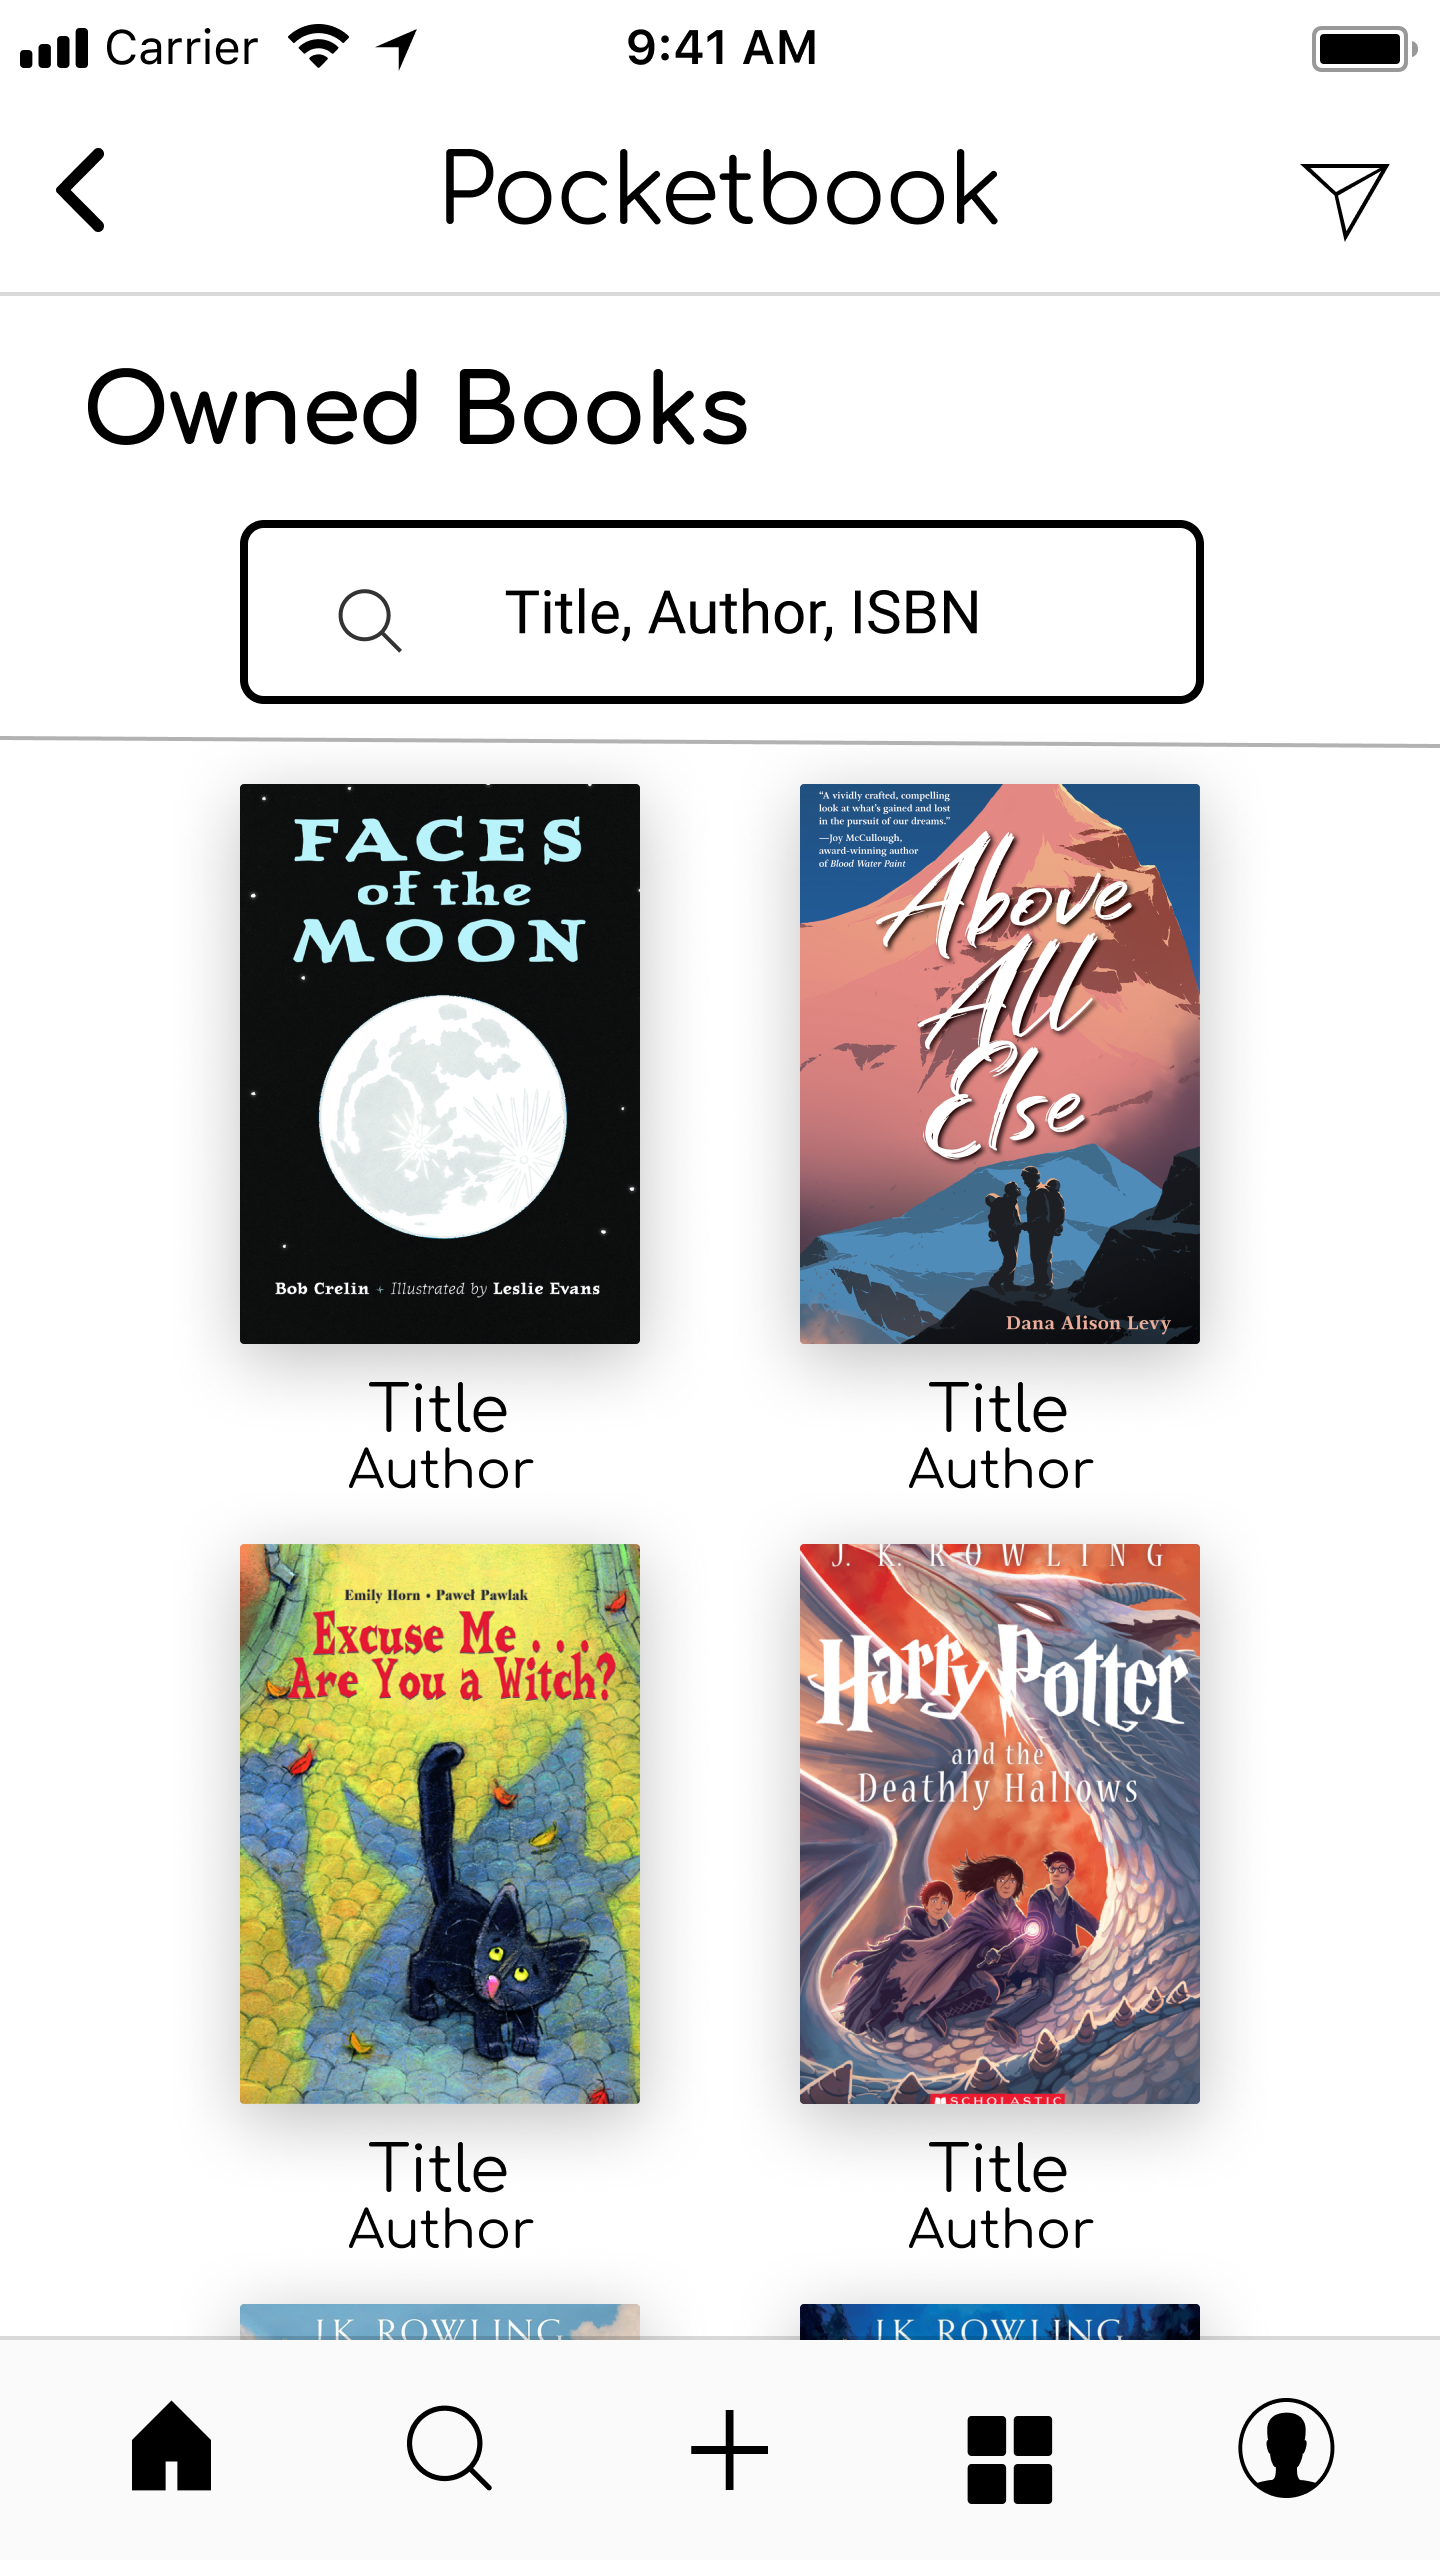 Carrier 9:41 AM
Pocketbook
Owned Books
Title, Author, ISBN
FACES
of the
MOON
Bob Crelin + Illustrated by Leslie Evans
Title
Author
“A vividly crafted, compelling
look at what’s gained and lost
in the pursuit of our dreams.”
—Joy McCullough,
award-winning author
of Blood Water Paint
Above
All
Else
Dana Alison Levy
Title
Author
Emily Horn • Paweł Pawlak
Excuse Me . . .
Are You a Witch?
Title
Author
J. K. ROWLING
Harry Potter
and the
Deathly Hallows
SCHOLASTIC
Title
Author
J.K. ROWLING
J.K. ROWLING